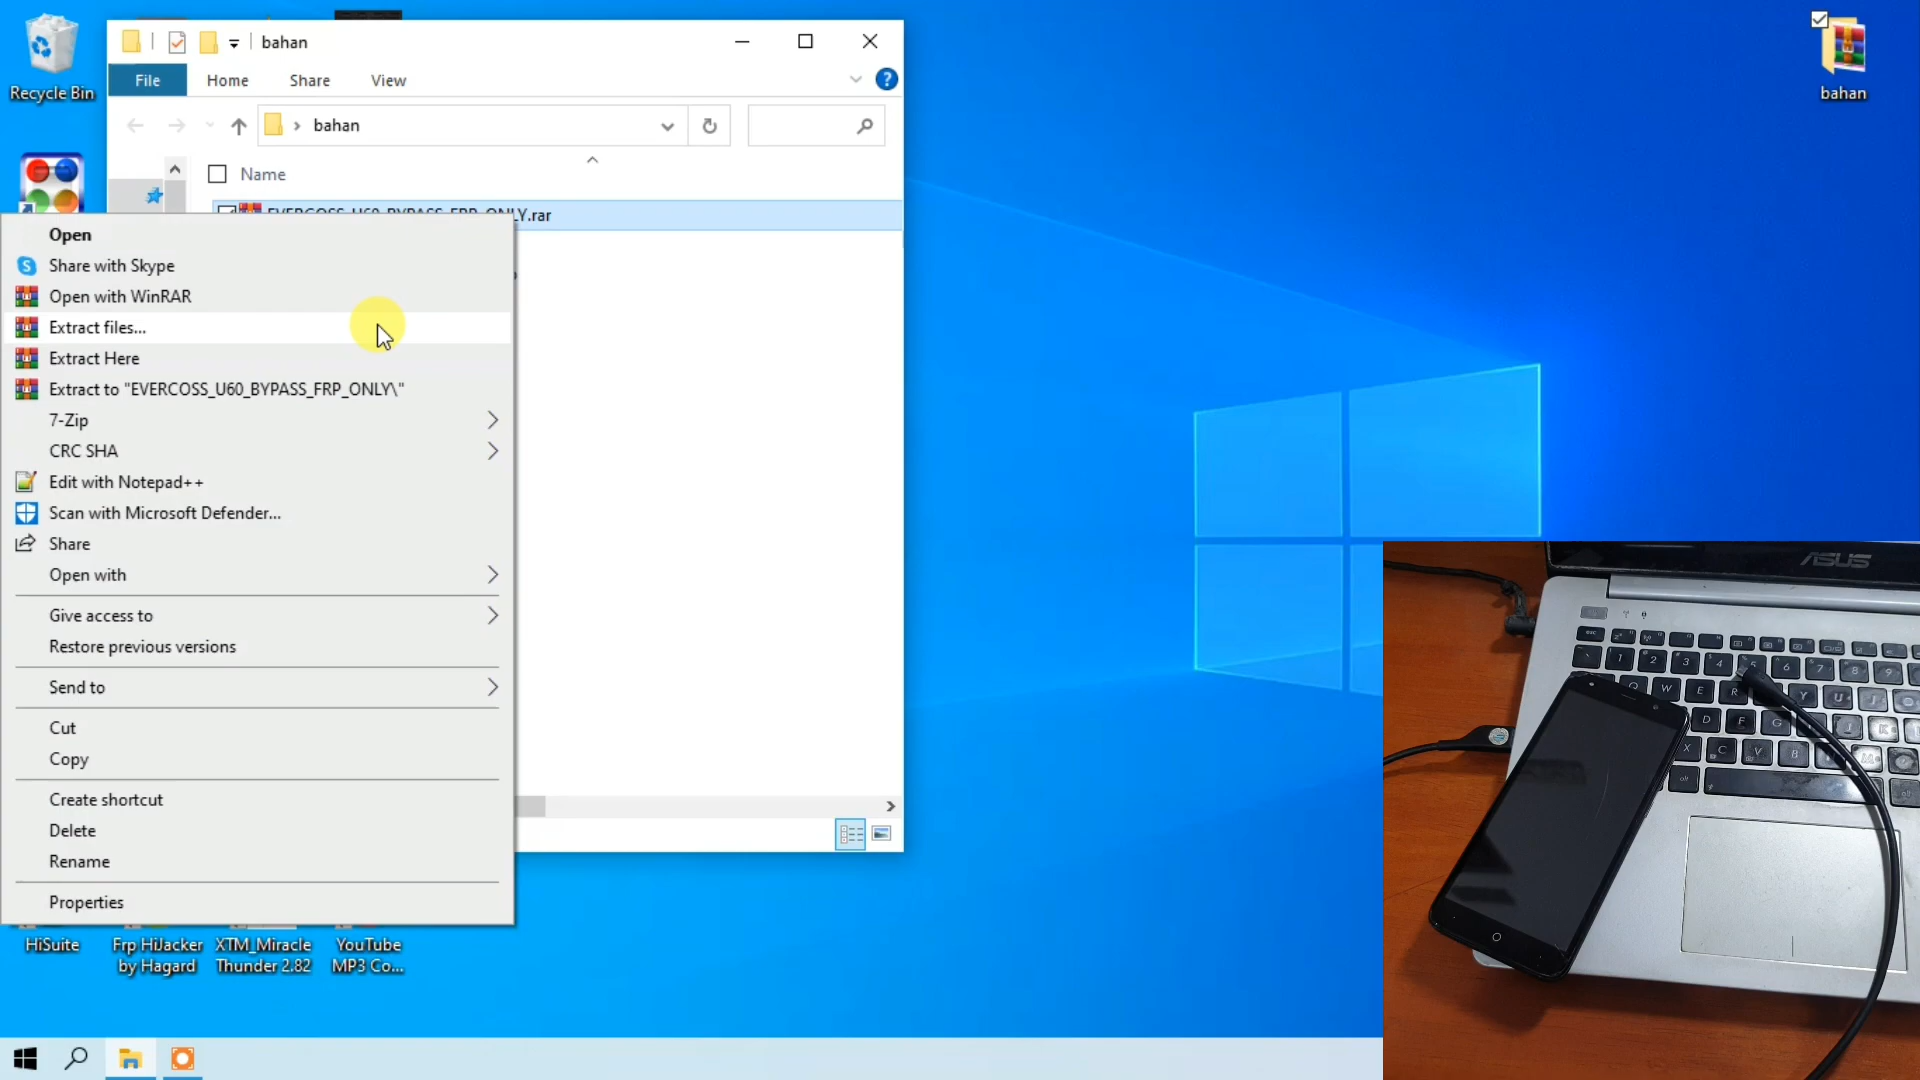 bahan
File
Home
Share
View
bahan
Name
EVERCOSS_U60_BYPASS_FRP_ONLY.rar
Recycle Bin
bahan
Open
Share with Skype
Open with WinRAR
Extract files...
Extract Here
Extract to "EVERCOSS_U60_BYPASS_FRP_ONLY\"
7-Zip
CRC SHA
Edit with Notepad++
Scan with Microsoft Defender...
Share
Open with
Give access to
Restore previous versions
Send to
Cut
Copy
Create shortcut
Delete
Rename
Properties
HiSuite
Frp HiJacker
by Hagard
XTM_Miracle
Thunder 2.82
YouTube
MP3 Co...
ASUS